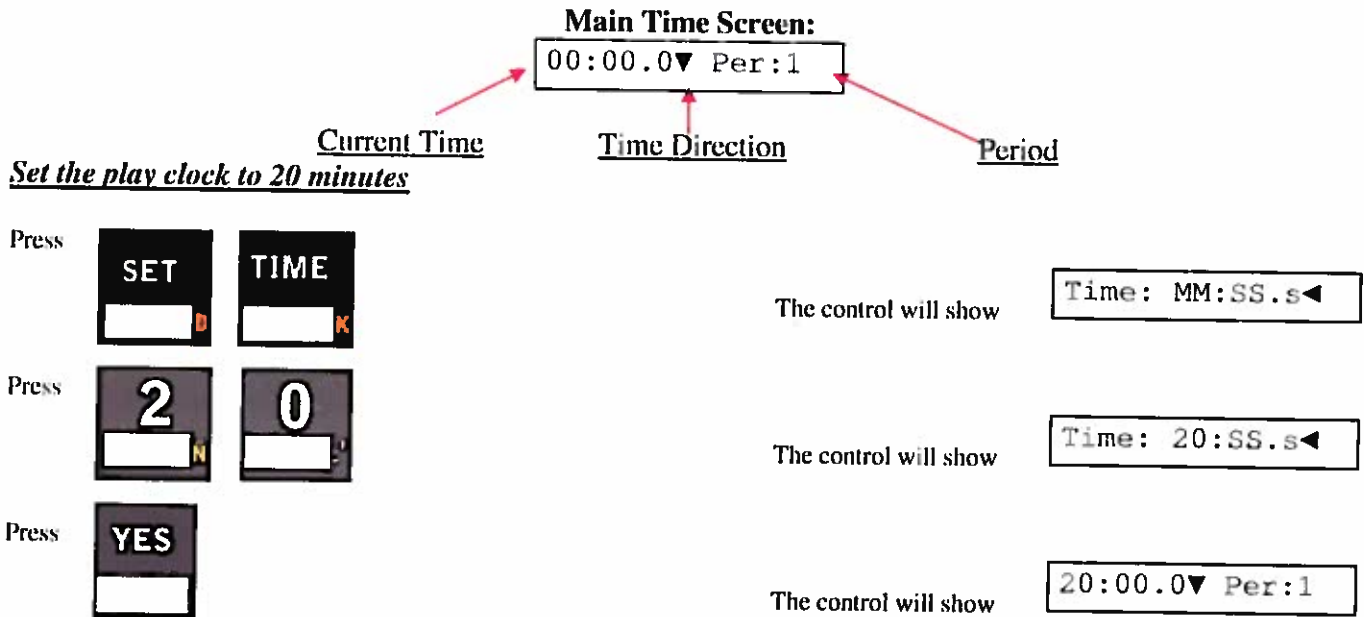 Main Time Screen:
00:00.0▼ Per:1
Current Time
Time Direction
Period
Set the play clock to 20 minutes
Press
SET
D
TIME
K
The control will show
Time: MM:SS.s◄
Press
2
N
0
The control will show
Time: 20:SS.s◄
Press
YES
The control will show
20:00.0▼ Per:1